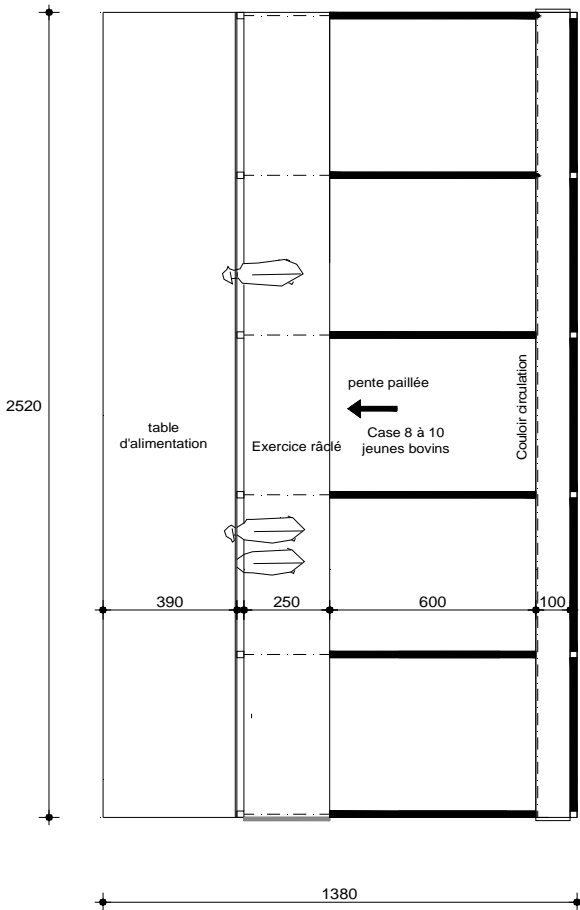 pente paillée
2520
table
d'alimentation
Exercice râclé
Case 8 à 10
jeunes bovins
Couloir circulation
390
250
600
100
1380